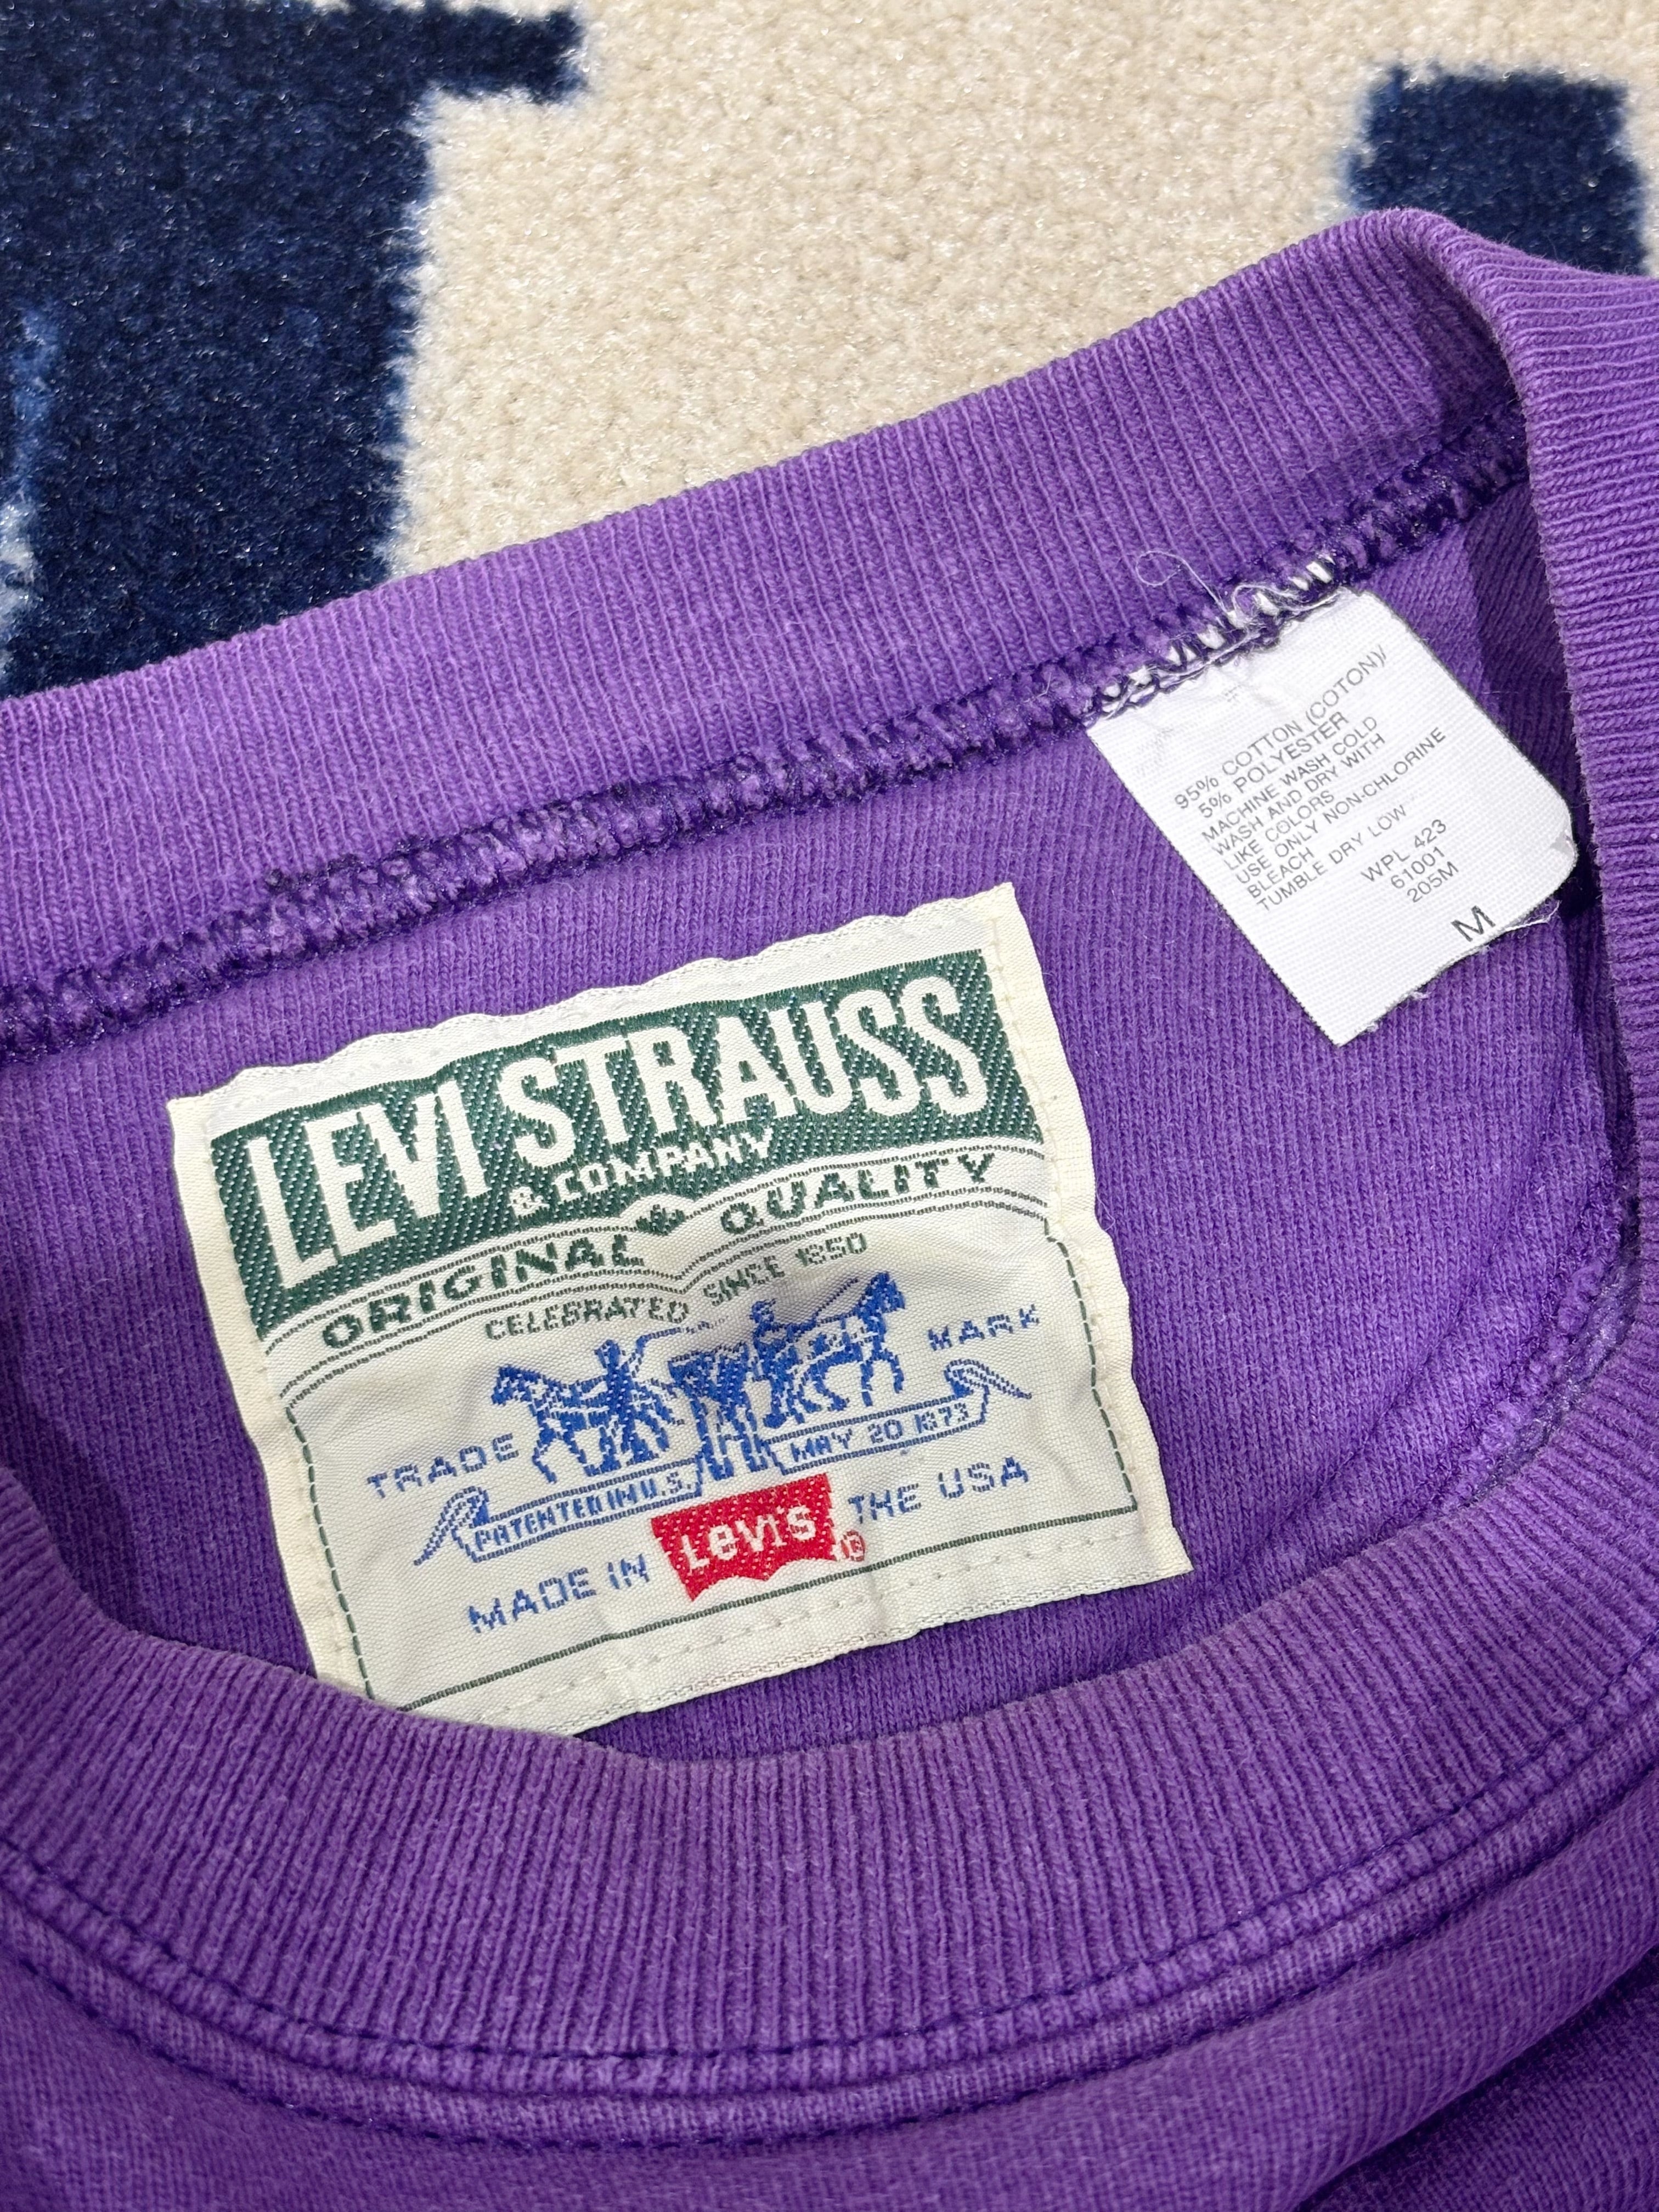 95% COTTON (COTON)/
5% POLYESTER
MACHINE WASH COLD
WASH AND DRY WITH
LIKE COLORS
USE ONLY NON-CHLORINE
BLEACH
TUMBLE DRY LOW
WPL 423
61001
205M
M
LEVI STRAUSS
& COMPANY
ORIGINAL QUALITY
CELEBRATED SINCE 1850
TRADE MARK
PATENTED IN U.S. MAY 20 1873
MADE IN LEVI'S ® THE USA